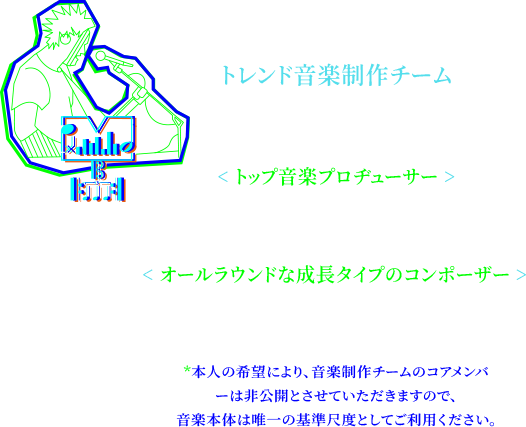 トレンド音楽制作チーム
< トップ音楽プロヂューサー >
< オールラウンドな成長タイプのコンポーザー >
*本人の希望により、音楽制作チームのコアメンバ
ーは非公開とさせていただきますので、
音楽本体は唯一の基準尺度としてご利用ください。